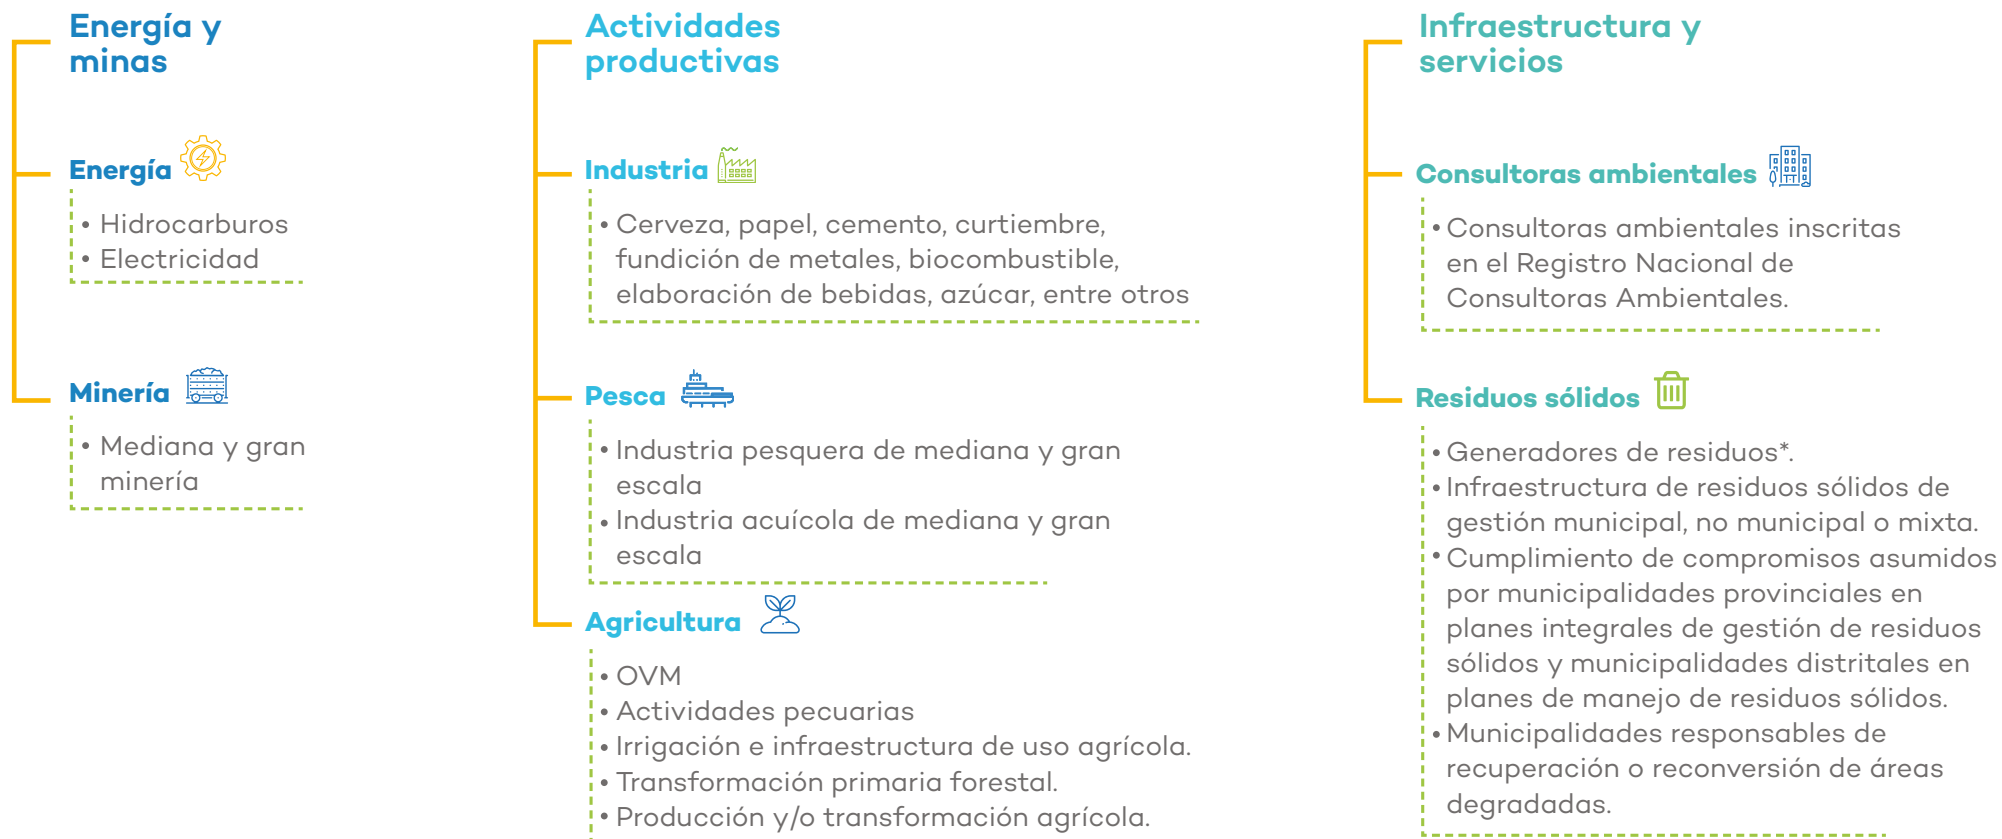 Energía y
minas
Energía
• Hidrocarburos
• Electricidad
Minería
• Mediana y gran
minería
Actividades
productivas
Industria
• Cerveza, papel, cemento, curtiembre,
fundición de metales, biocombustible,
elaboración de bebidas, azúcar, entre otros
Pesca
• Industria pesquera de mediana y gran
escala
• Industria acuícola de mediana y gran
escala
Agricultura
• OVM
• Actividades pecuarias
• Irrigación e infraestructura de uso agrícola.
• Transformación primaria forestal.
• Producción y/o transformación agrícola.
Infraestructura y
servicios
Consultoras ambientales
• Consultoras ambientales inscritas
en el Registro Nacional de
Consultoras Ambientales.
Residuos sólidos
• Generadores de residuos*.
• Infraestructura de residuos sólidos de
gestión municipal, no municipal o mixta.
• Cumplimiento de compromisos asumidos
por municipalidades provinciales en
planes integrales de gestión de residuos
sólidos y municipalidades distritales en
planes de manejo de residuos sólidos.
• Municipalidades responsables de
recuperación o reconversión de áreas
degradadas.